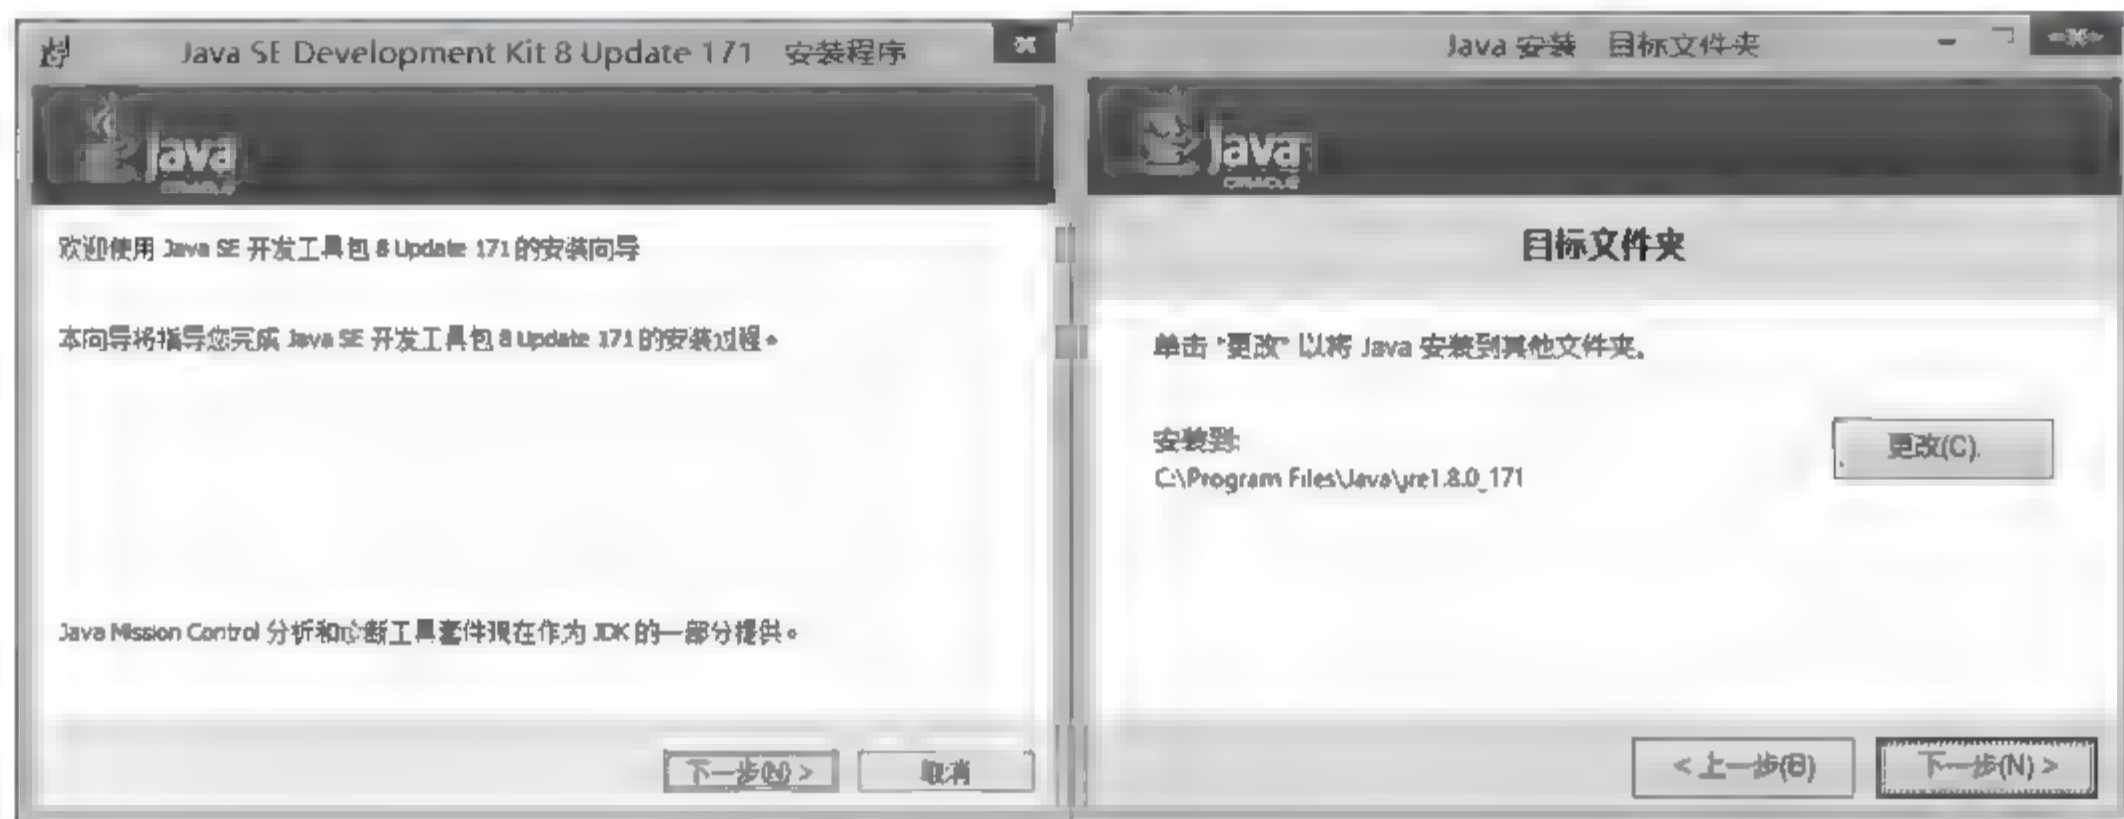 Java SE Development Kit 8 Update 171 安装程序
Java
ORACLE
欢迎使用 Java SE 开发工具包 8 Update 171 的安装向导
本向导将指导您完成 Java SE 开发工具包 8 Update 171 的安装过程。
Java Mission Control 分析和诊断工具套件现在作为 JDK 的一部分提供。
下一步(N) >
取消
Java 安装 目标文件夹
Java
ORACLE
目标文件夹
单击“更改”以将 Java 安装到其他文件夹。
安装到:
C:\Program Files\Java\jre1.8.0_171
更改(C)
< 上一步(B)
下一步(N) >